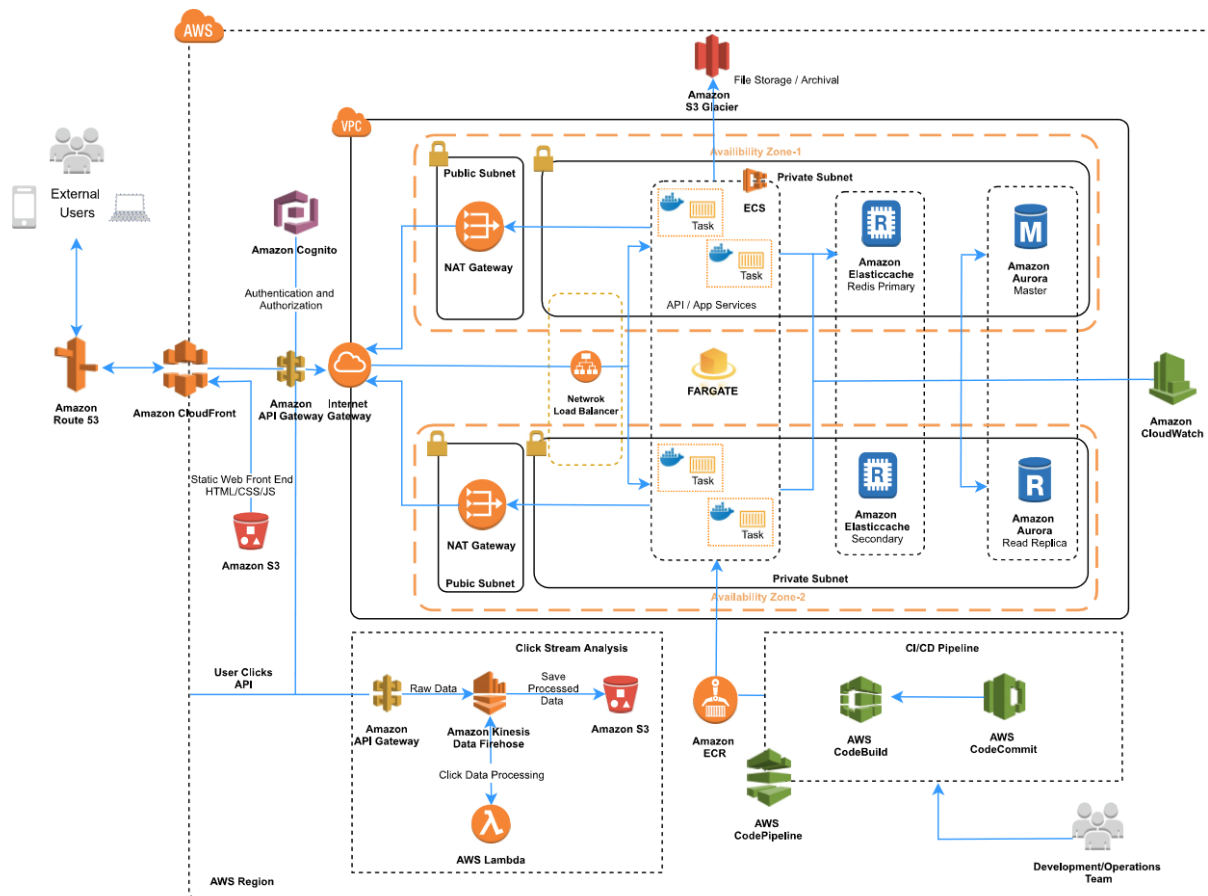 AWS
File Storage / Archival
Amazon
S3 Glacier
VPC
Availibility Zone-1
Public Subnet
Private Subnet
External
Users
ECS
Task
NAT Gateway
Task
Amazon Cognito
Amazon
Elasticcache
Redis Primary
M
Amazon
Aurora
Master
R
Authentication and
Authorization
API / App Services
Amazon
Route 53
Amazon CloudFront
Amazon
API Gateway
Internet
Gateway
Netwrok
Load Balancer
FARGATE
Amazon
CloudWatch
Static Web Front End
HTML/CSS/JS
Amazon S3
NAT Gateway
Task
Task
R
Amazon
Elasticcache
Secondary
R
Amazon
Aurora
Read Replica
Pubic Subnet
Private Subnet
Availability Zone-2
Click Stream Analysis
CI/CD Pipeline
User Clicks
API
Raw Data
Save
Processed
Data
Amazon
API Gateway
Amazon Kinesis
Data Firehose
Amazon S3
Amazon
ECR
AWS
CodeBuild
AWS
CodeCommit
Click Data Processing
AWS Lambda
AWS
CodePipeline
Development/Operations
Team
AWS Region